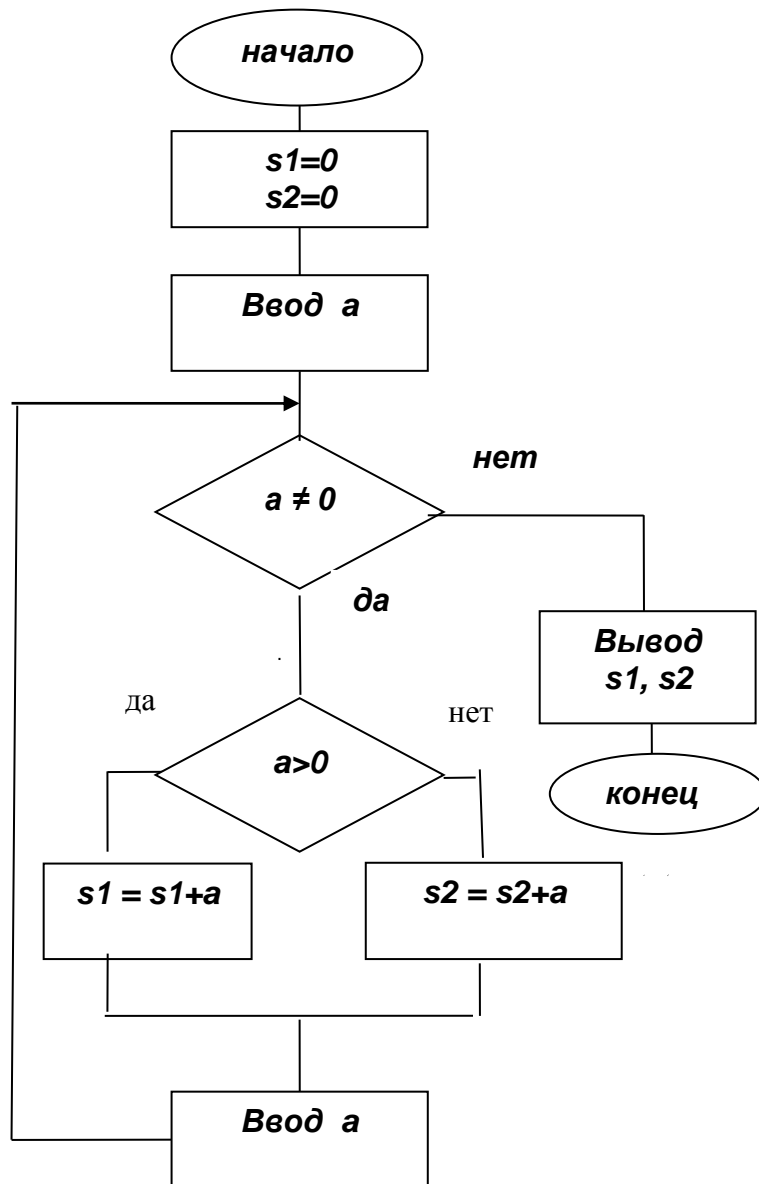 начало
s1=0
s2=0
Ввод a
a ≠ 0
нет
да
Вывод
s1, s2
да
нет
a>0
конец
s1 = s1+a
s2 = s2+a
Ввод a